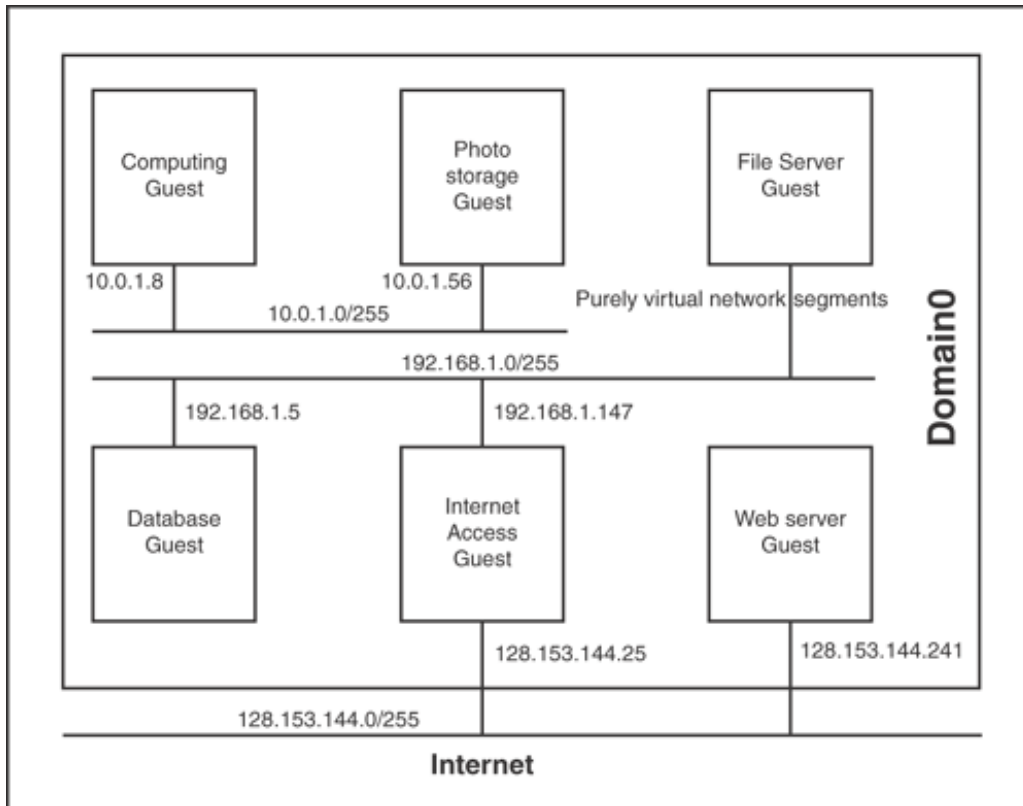 Computing
Guest
Photo
storage
Guest
File Server
Guest
10.0.1.8
10.0.1.56
Purely virtual network segments
10.0.1.0/255
192.168.1.0/255
Domain0
192.168.1.5
192.168.1.147
Database
Guest
Internet
Access
Guest
Web server
Guest
128.153.144.25
128.153.144.241
128.153.144.0/255
Internet